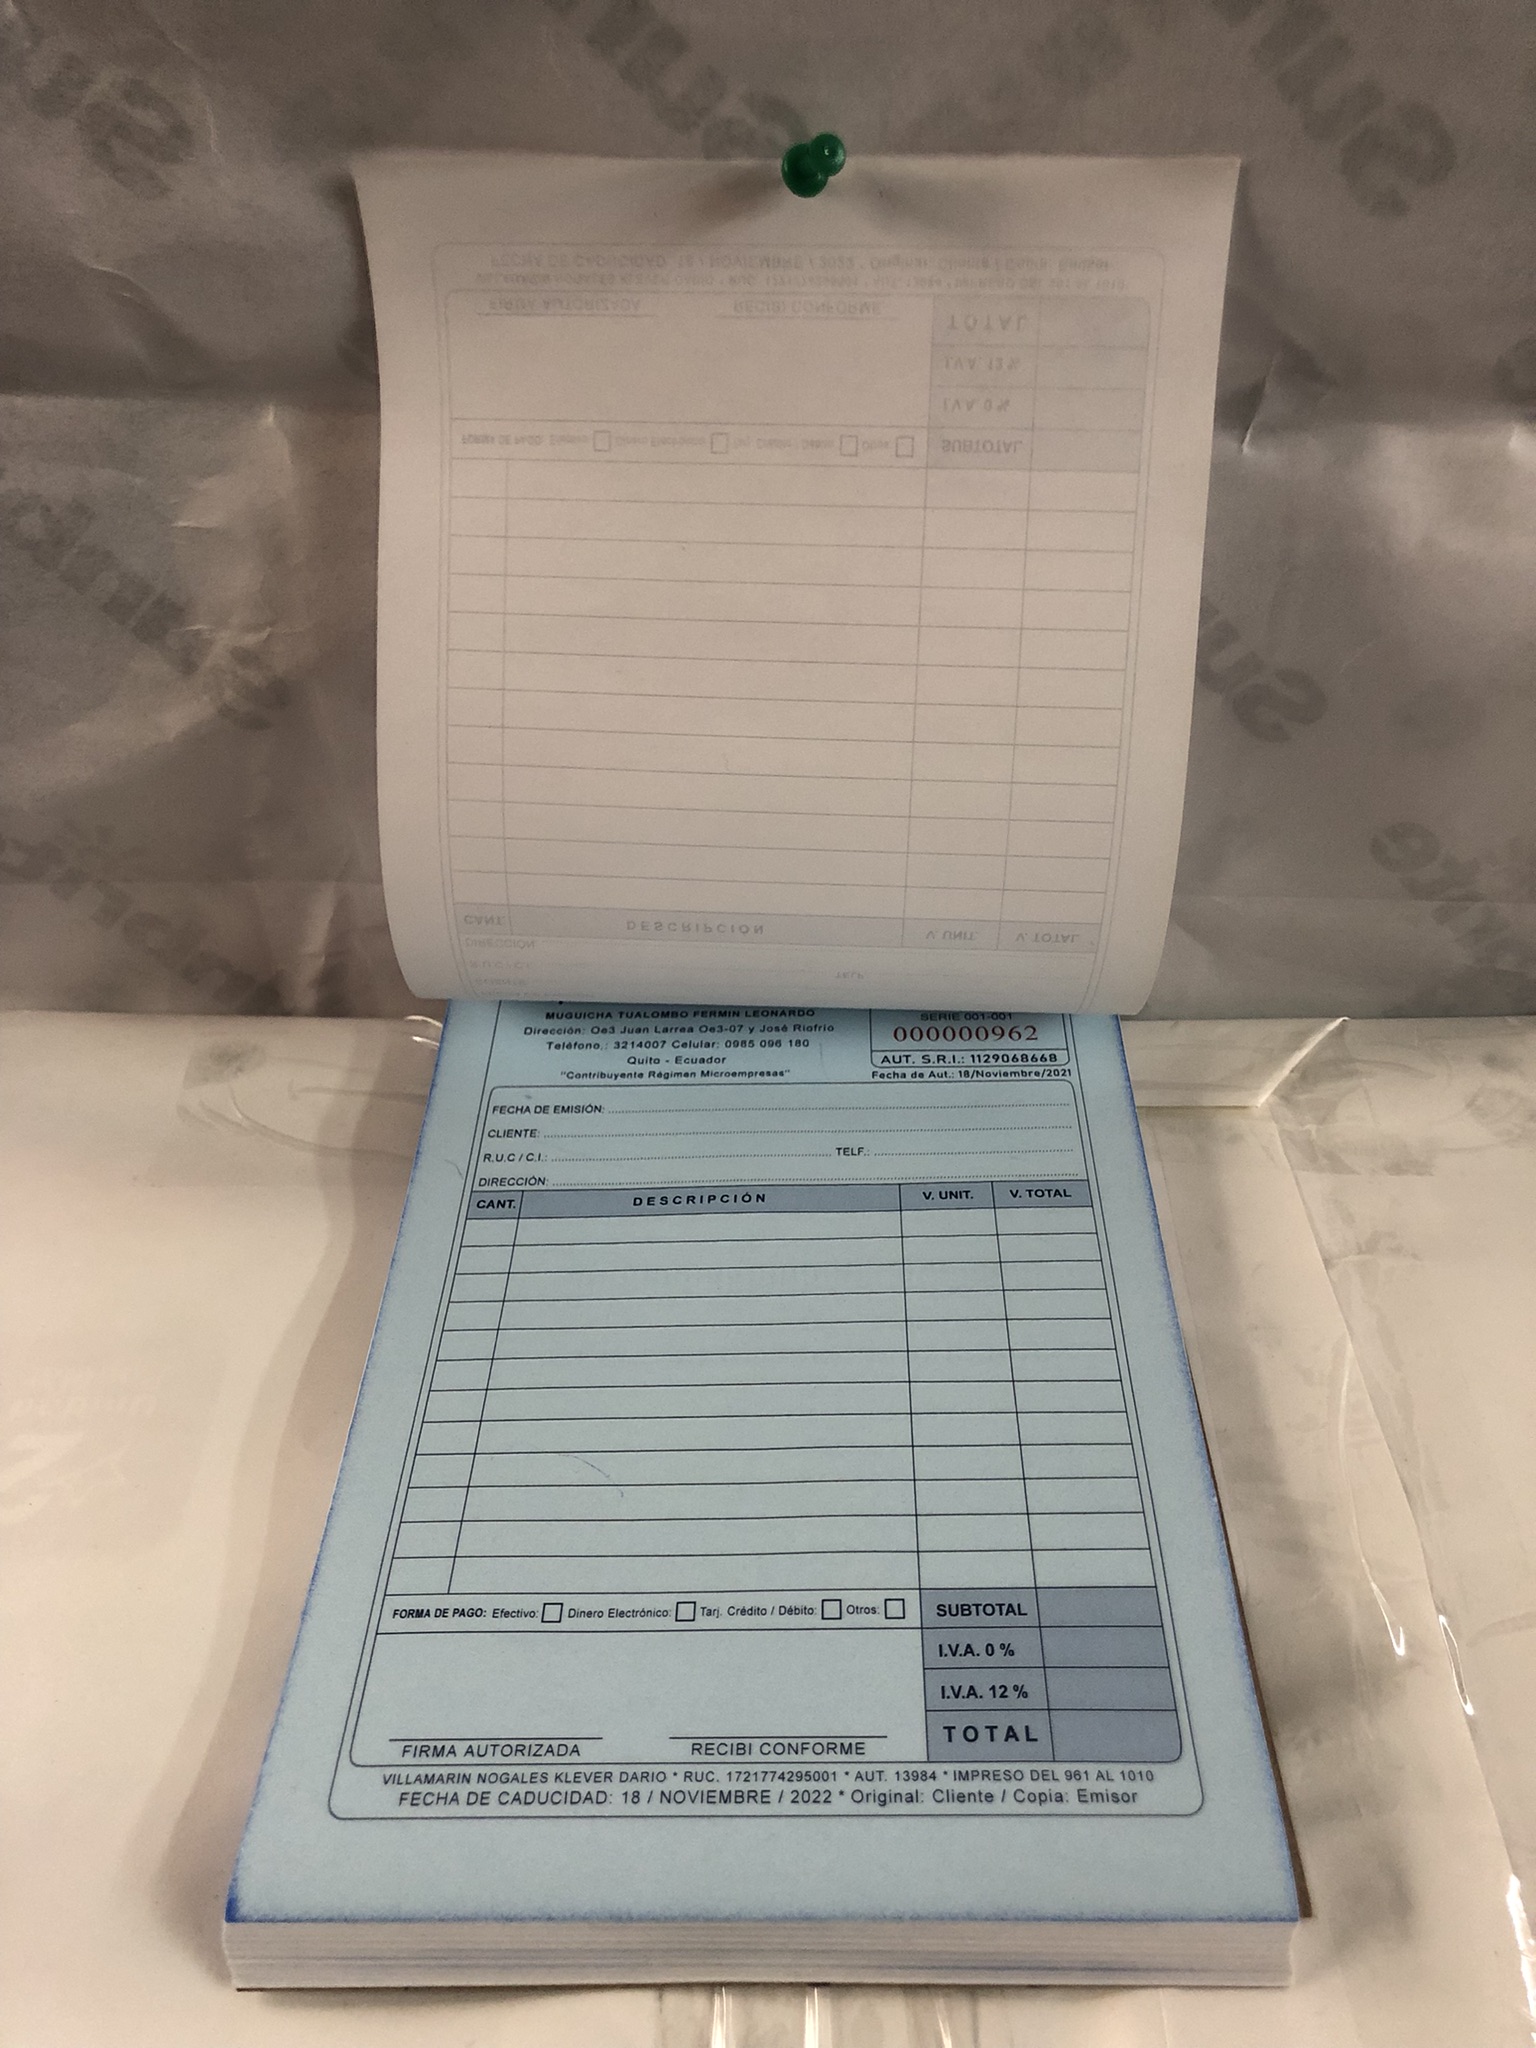 MUGUICHA TUALOMBO FERMIN LEONARDO
Dirección: Oe3 Juan Larrea Oe3-07 y José Riofrio
Teléfono.: 3214007 Celular: 0985 096 180
Quito - Ecuador
"Contribuyente Régimen Microempresas"
SERIE 001-001
000000962
AUT. S.R.I.: 1129068668
Fecha de Aut.: 18/Noviembre/2021
FECHA DE EMISIÓN:
CLIENTE:
R.U.C / C.I.: TELF.:
DIRECCIÓN:
CANT. DESCRIPCIÓN V. UNIT. V. TOTAL
FORMA DE PAGO: Efectivo: Dinero Electrónico: Tarj. Crédito / Débito: Otros:
SUBTOTAL
I.V.A. 0 %
I.V.A. 12 %
TOTAL
FIRMA AUTORIZADA RECIBI CONFORME
VILLAMARIN NOGALES KLEVER DARIO * RUC. 1721774295001 * AUT. 13984 * IMPRESO DEL 961 AL 1010
FECHA DE CADUCIDAD: 18 / NOVIEMBRE / 2022 * Original: Cliente / Copia: Emisor